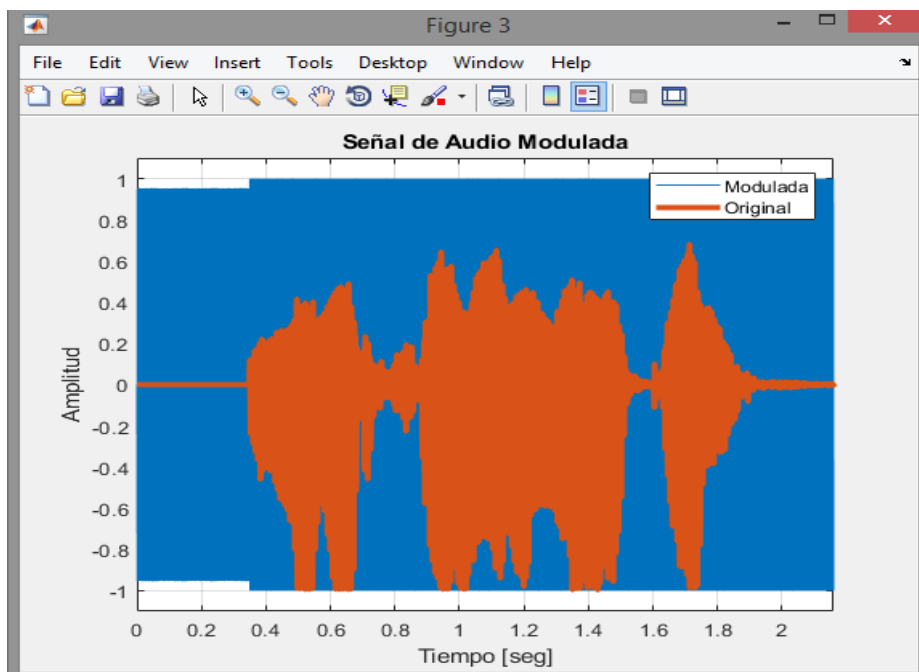 Figure 3
File Edit View Insert Tools Desktop Window Help
Señal de Audio Modulada
Modulada
Original
1
0.8
0.6
0.4
0.2
0
-0.2
-0.4
-0.6
-0.8
-1
Amplitud
0 0.2 0.4 0.6 0.8 1 1.2 1.4 1.6 1.8 2
Tiempo [seg]